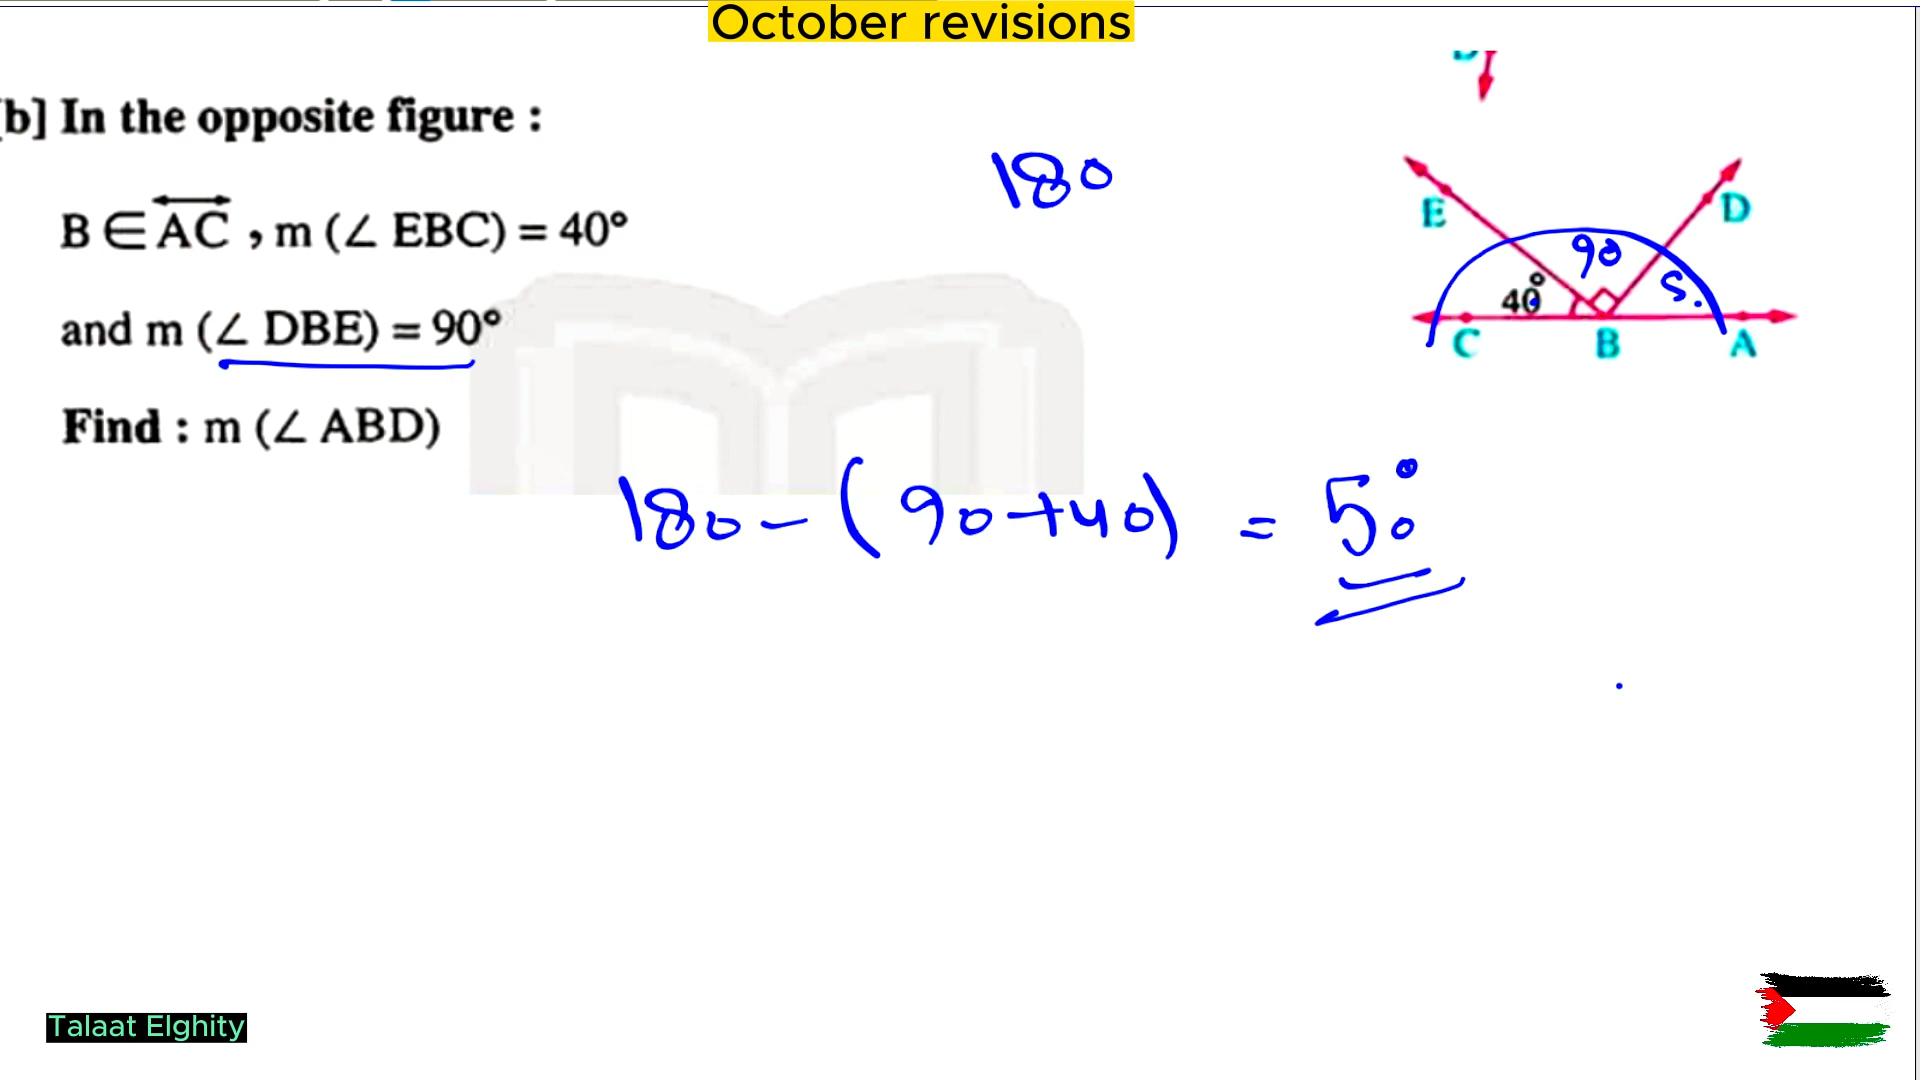 October revisions
[b] In the opposite figure :
B ∈ AC , m (∠ EBC) = 40°
and m (∠ DBE) = 90°
Find : m (∠ ABD)
180
E
D
90
40°
C
B
A
180 - ( 90+40) = 50°
Talaat Elghity